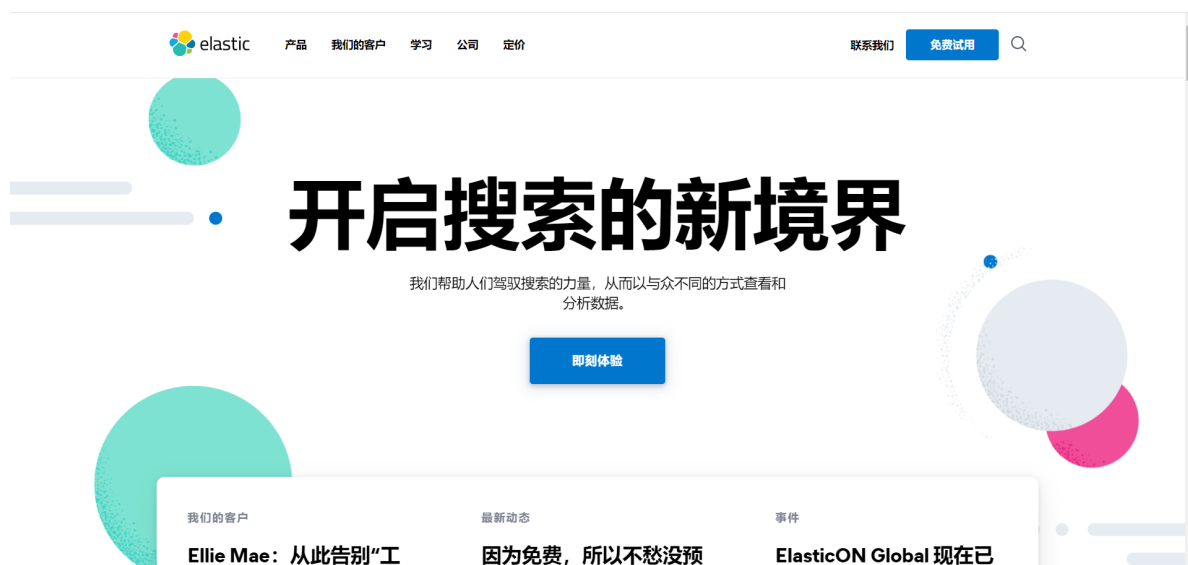 elastic 产品 我们的客户 学习 公司 定价 联系我们 免费试用
开启搜索的新境界
我们帮助人们驾驭搜索的力量，从而以与众不同的方式查看和
分析数据。
即刻体验
我们的客户 最新动态 事件
Ellie Mae：从此告别“工 因为免费，所以不愁没预 ElasticON Global 现在已